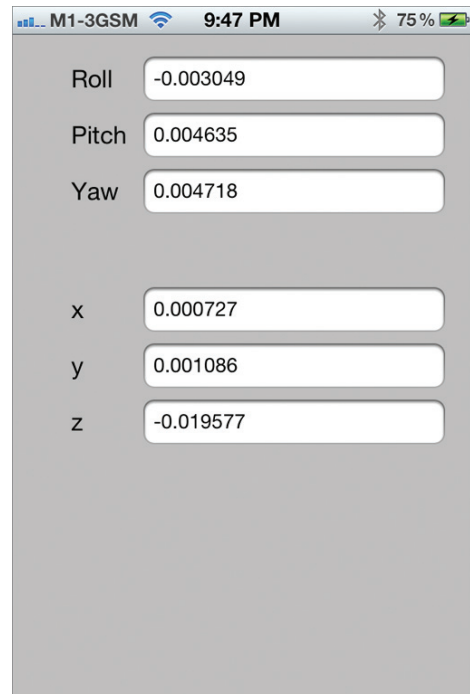 M1-3GSM 9:47 PM 75%
Roll -0.003049
Pitch 0.004635
Yaw 0.004718
x 0.000727
y 0.001086
z -0.019577